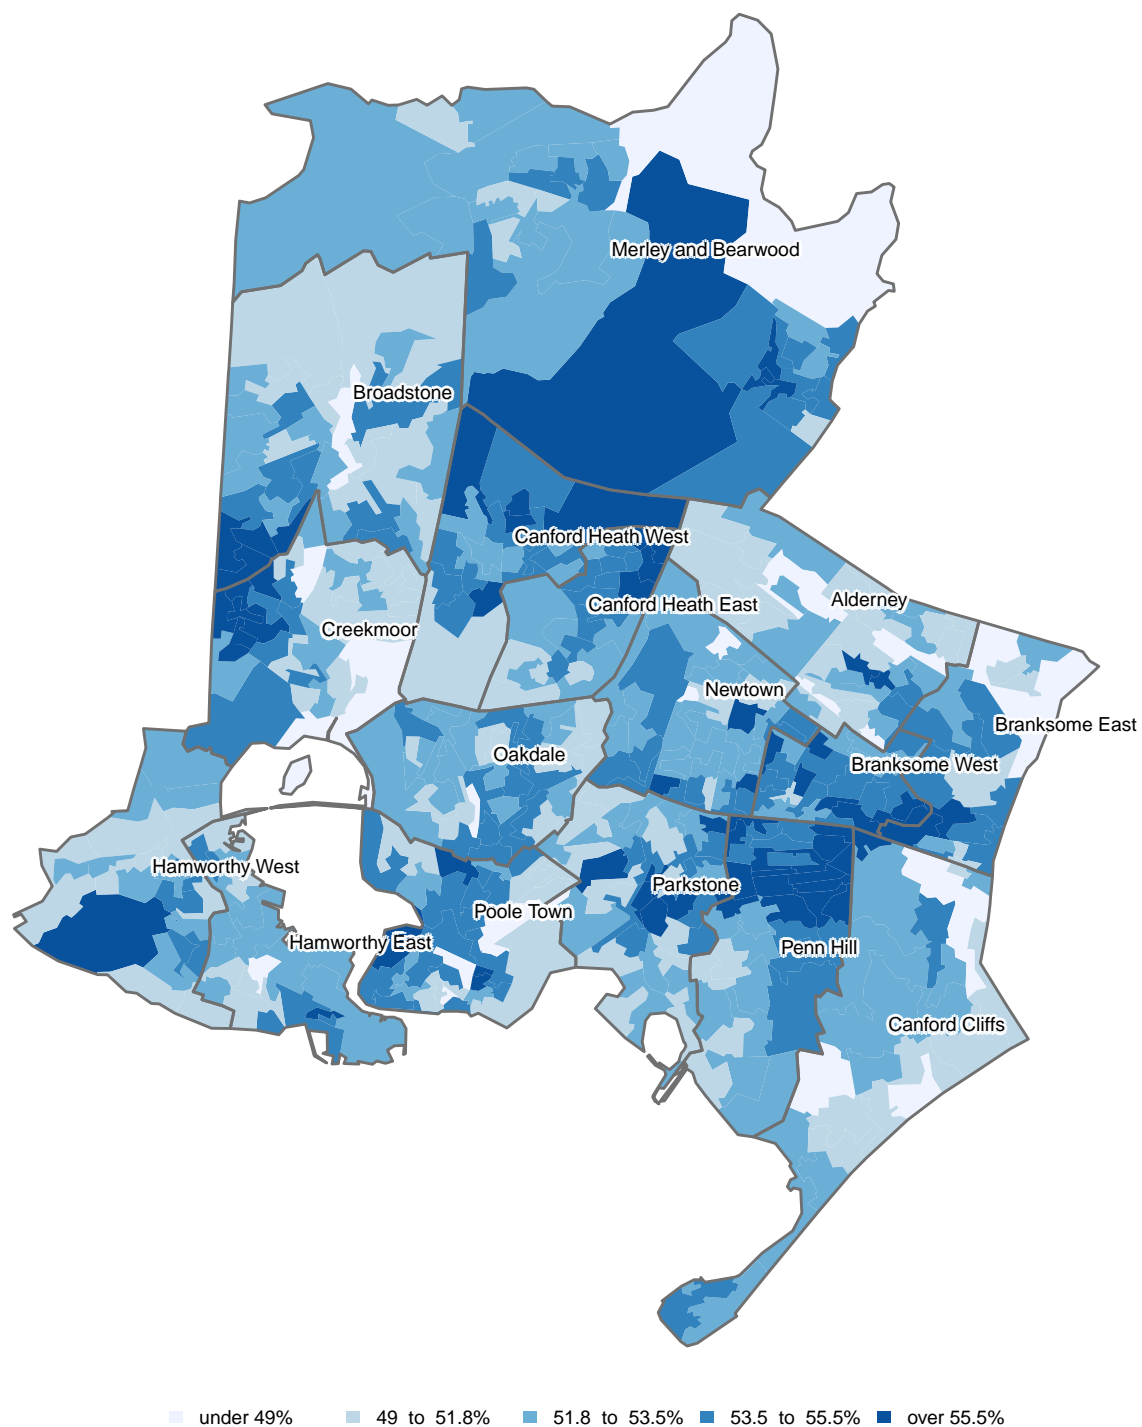 Merley and Bearwood
Broadstone
Canford Heath West
Canford Heath East
Alderney
Creekmoor
Newtown
Branksome East
Oakdale
Branksome West
Hamworthy West
Parkstone
Poole Town
Hamworthy East
Penn Hill
Canford Cliffs
under 49% 49 to 51.8% 51.8 to 53.5% 53.5 to 55.5% over 55.5%